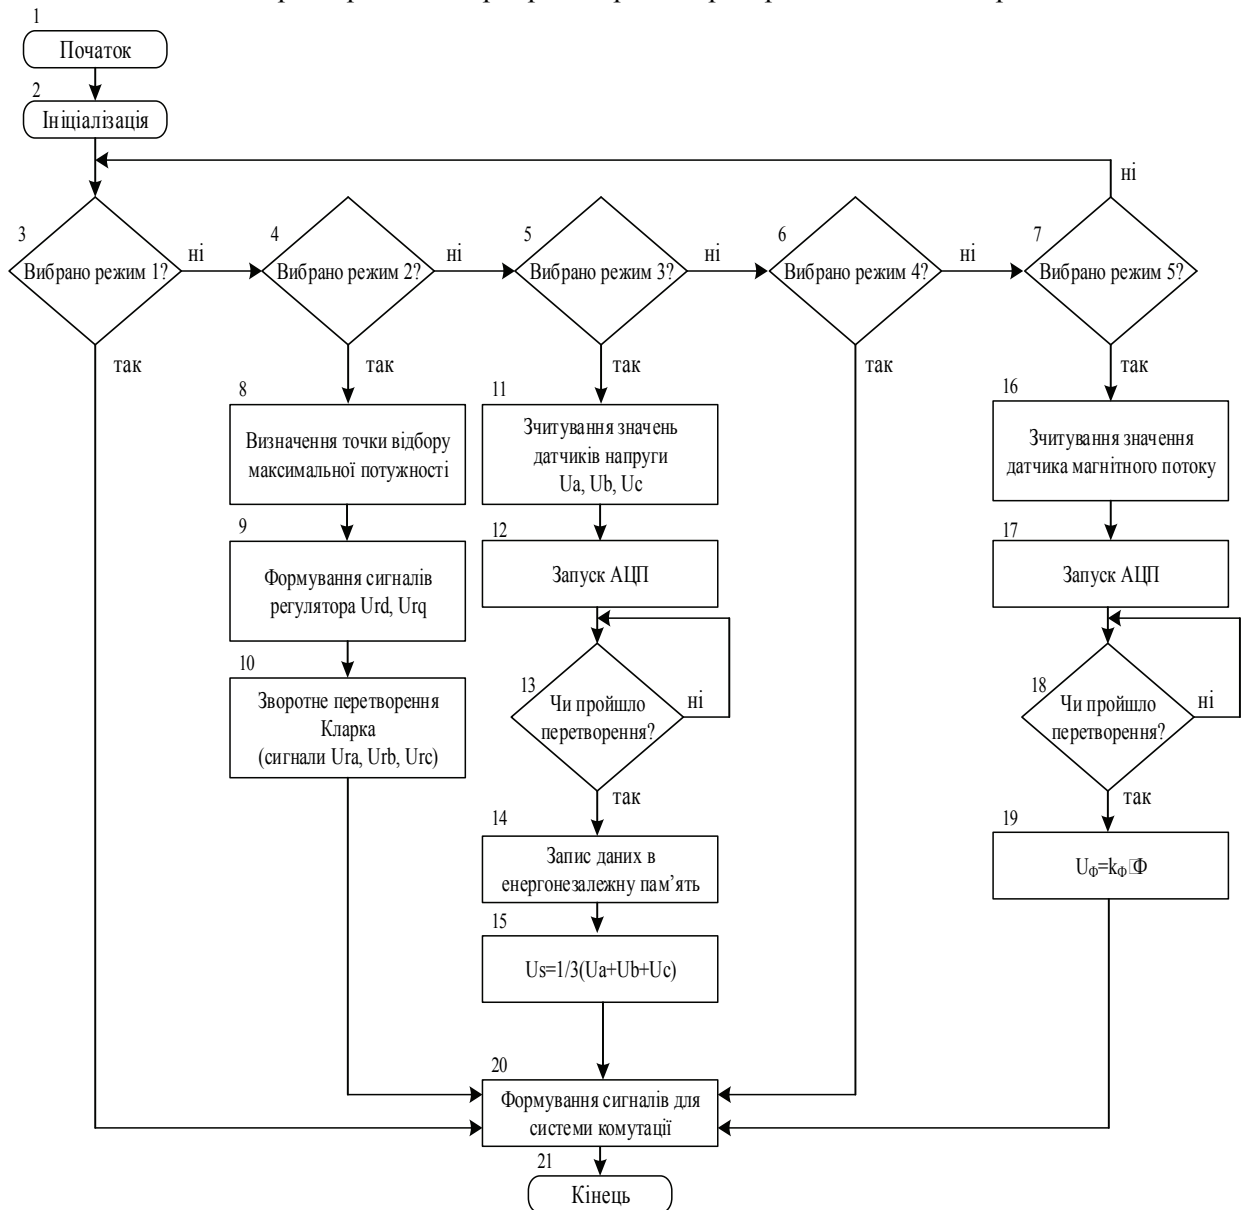 1
Початок
2
Ініціалізація
ні
3
Вибрано режим 1?
ні
4
Вибрано режим 2?
ні
5
Вибрано режим 3?
ні
6
Вибрано режим 4?
ні
7
Вибрано режим 5?
так
так
так
так
так
8
Визначення точки відбору
максимальної потужності
9
Формування сигналів
регулятора Urd, Urq
10
Зворотне перетворення
Кларка
(сигнали Ura, Urb, Urc)
11
Зчитування значень
датчиків напруги
Ua, Ub, Uc
12
Запуск АЦП
13
Чи пройшло
перетворення?
ні
так
14
Запис даних в
енергонезалежну пам’ять
15
Us=1/3(Ua+Ub+Uc)
16
Зчитування значення
датчика магнітного потоку
17
Запуск АЦП
18
Чи пройшло
перетворення?
ні
так
19
UФ=kФ□Ф
20
Формування сигналів для
системи комутації
21
Кінець